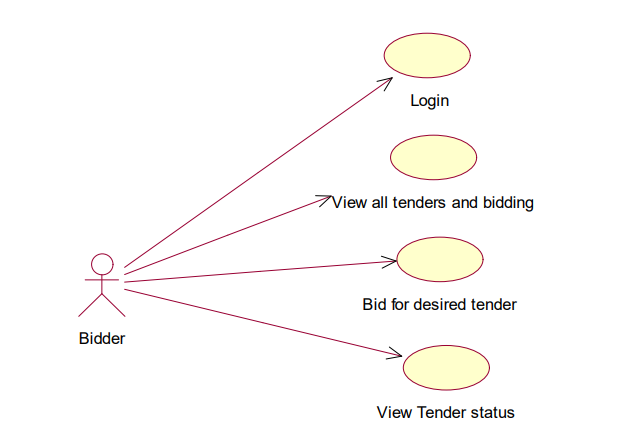 Login
View all tenders and bidding
Bid for desired tender
Bidder
View Tender status